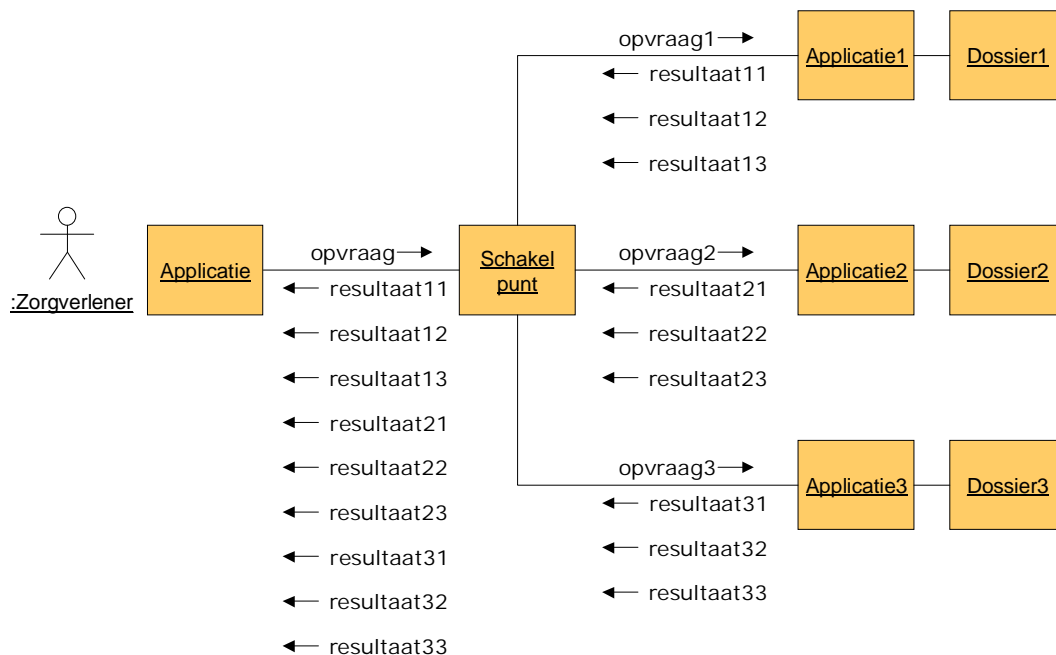 opvraag1
Applicatie1
Dossier1
resultaat11
resultaat12
resultaat13
:Zorgverlener
Applicatie
opvraag
resultaat11
resultaat12
resultaat13
resultaat21
resultaat22
resultaat23
resultaat31
resultaat32
resultaat33
Schakel
punt
opvraag2
Applicatie2
Dossier2
resultaat21
resultaat22
resultaat23
opvraag3
Applicatie3
Dossier3
resultaat31
resultaat32
resultaat33